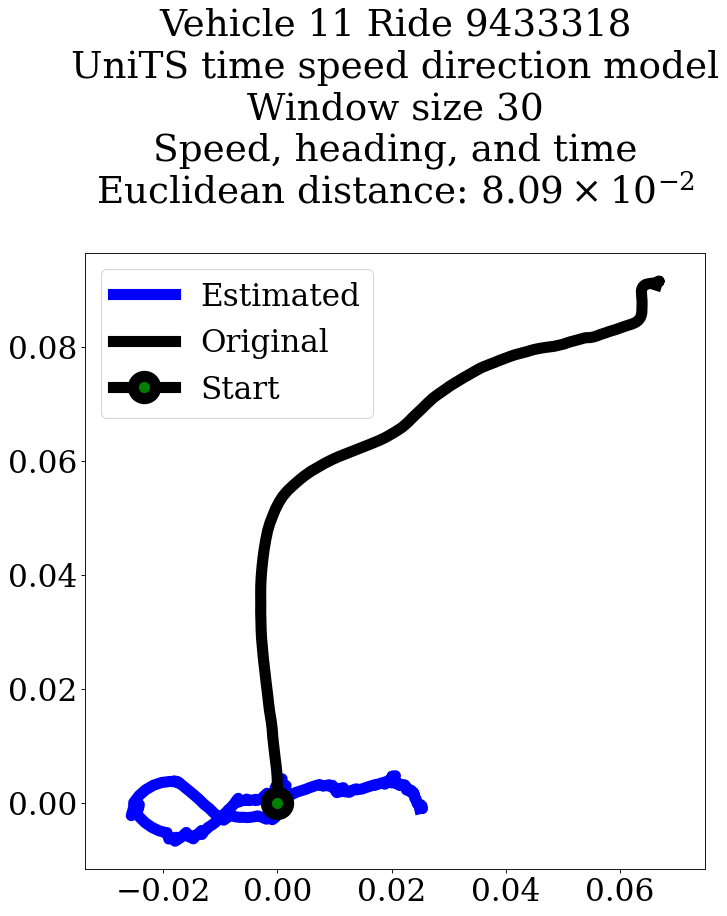 Vehicle 11 Ride 9433318
UniTS time speed direction model
Window size 30
Speed, heading, and time
Euclidean distance: 8.09 × 10⁻²
Estimated
Original
Start
0.08
0.06
0.04
0.02
0.00
−0.02 0.00 0.02 0.04 0.06